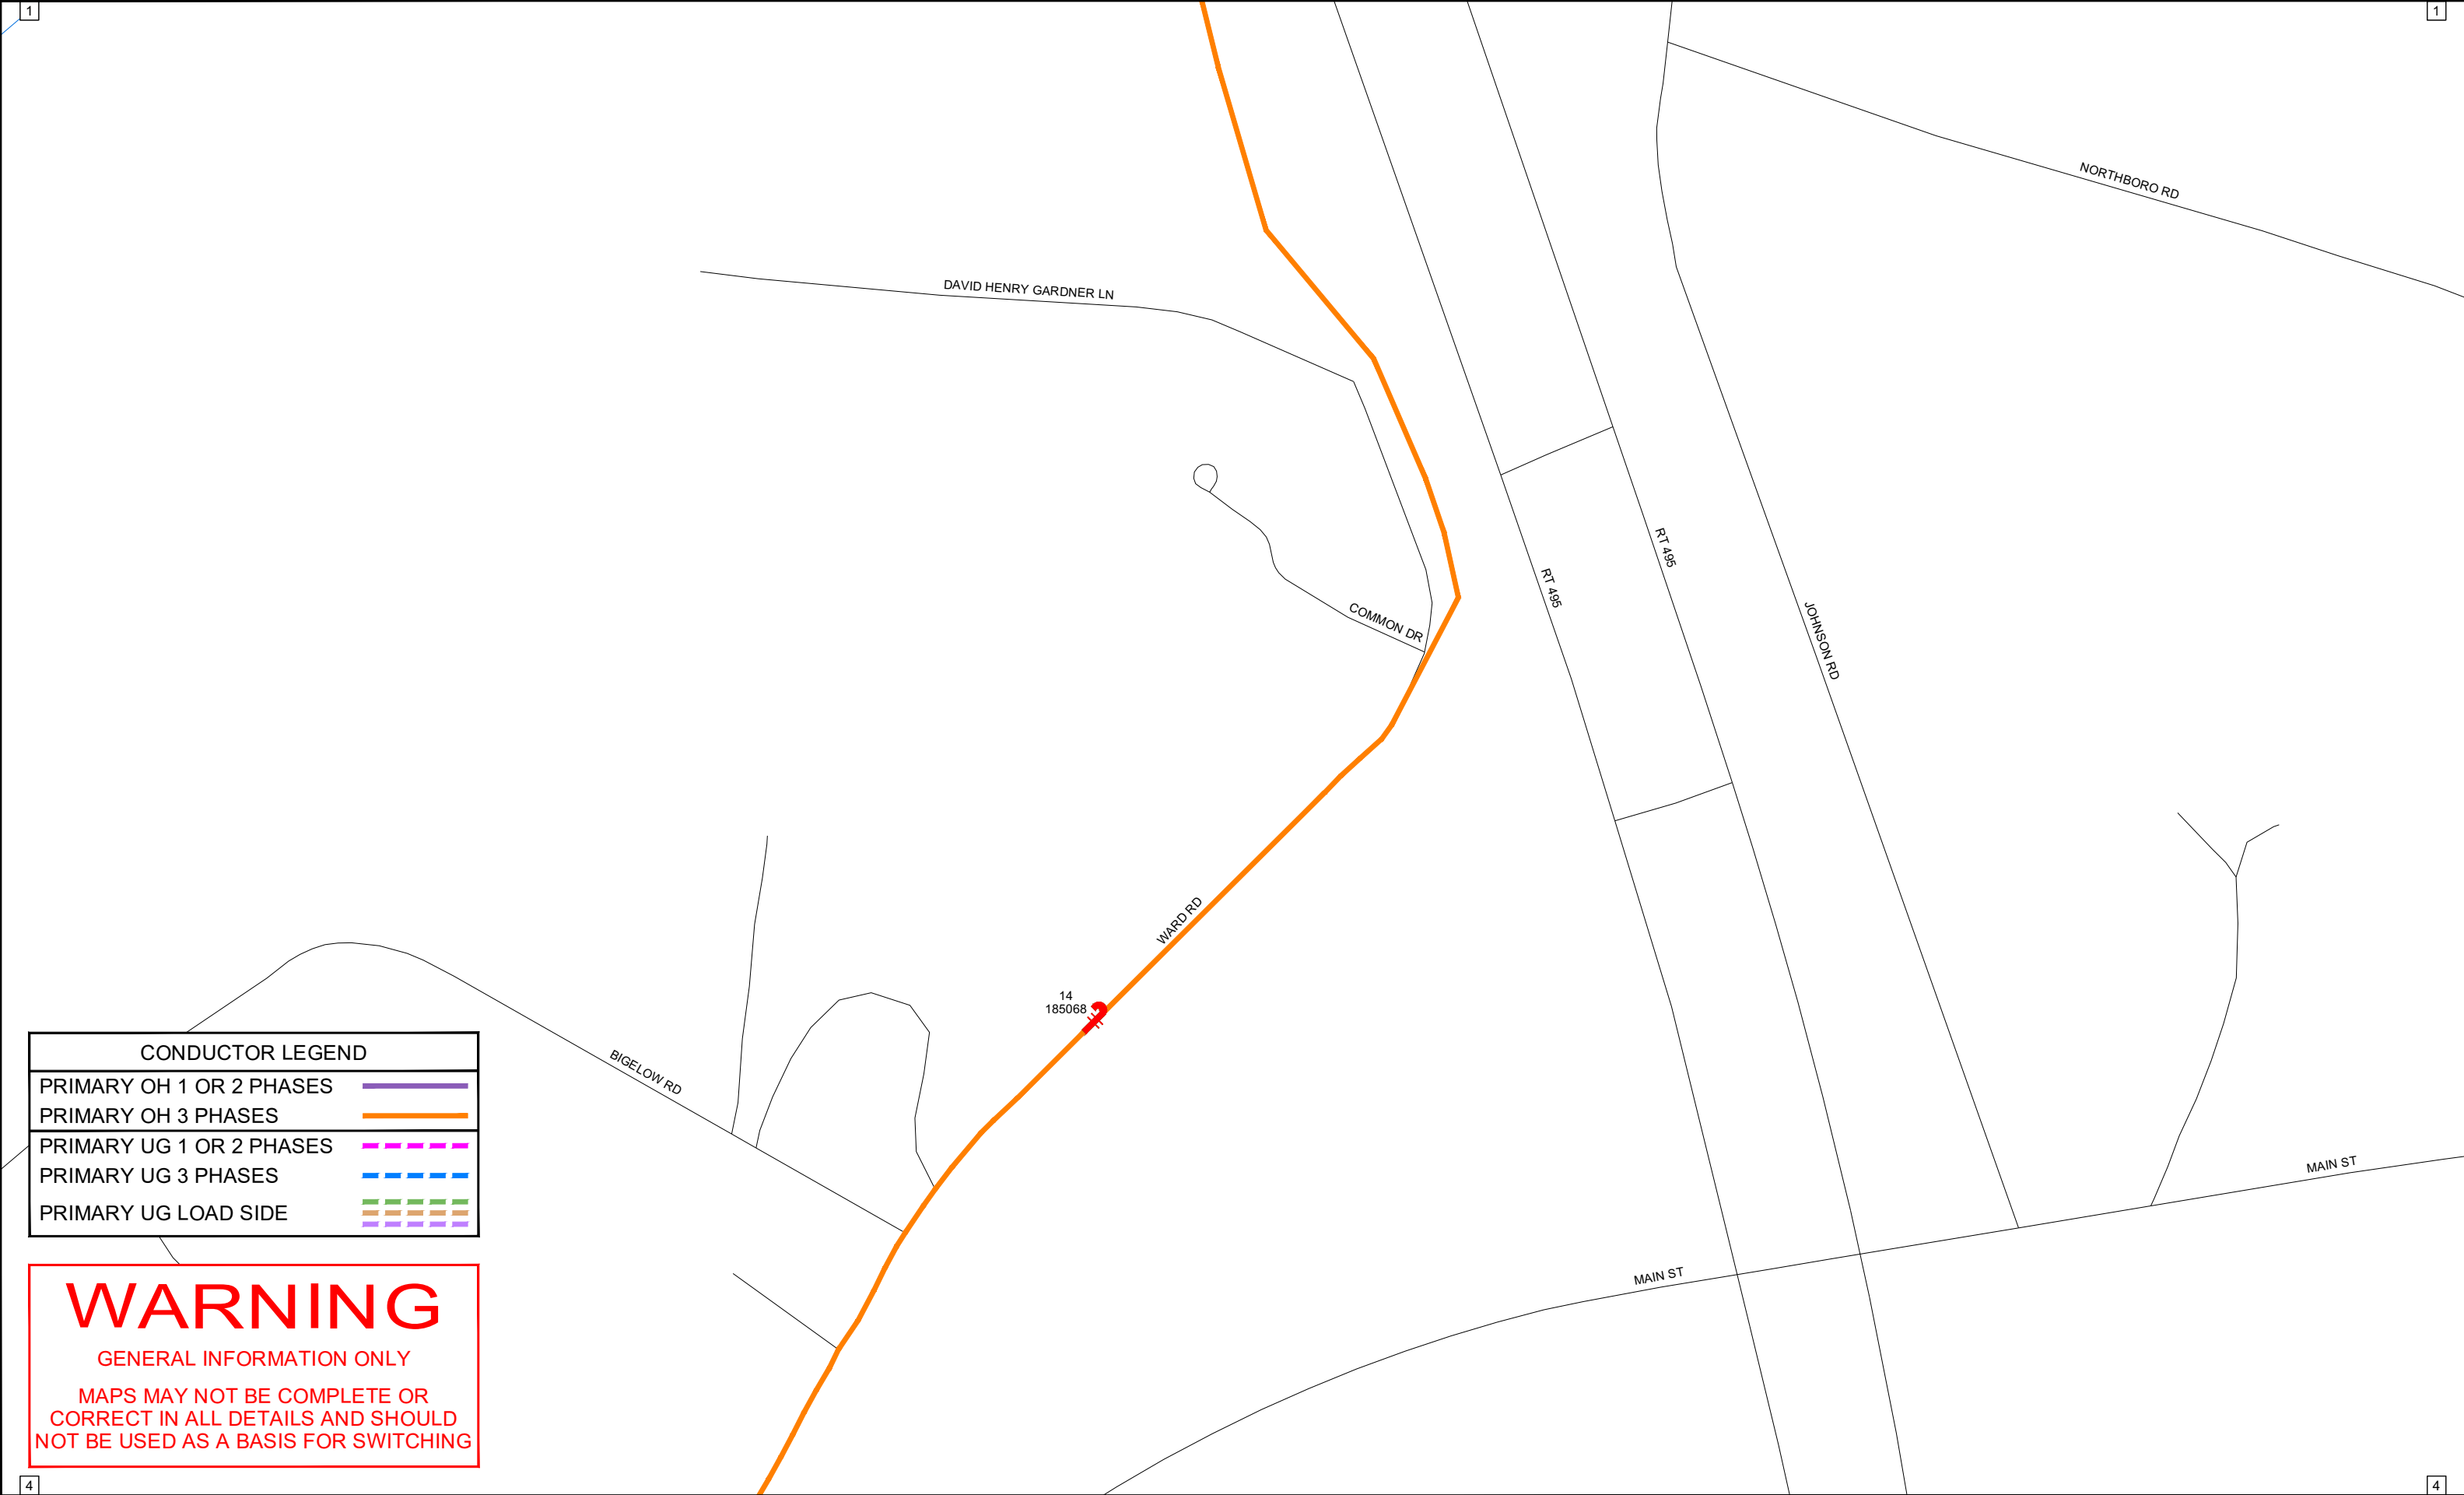 1
1
NORTHBORO RD
DAVID HENRY GARDNER LN
RT 495
RT 495
COMMON DR
JOHNSON RD
WARD RD
14
185068
BIGELOW RD
CONDUCTOR LEGEND
PRIMARY OH 1 OR 2 PHASES
PRIMARY OH 3 PHASES
PRIMARY UG 1 OR 2 PHASES
PRIMARY UG 3 PHASES
PRIMARY UG LOAD SIDE
MAIN ST
MAIN ST
WARNING
GENERAL INFORMATION ONLY
MAPS MAY NOT BE COMPLETE OR
CORRECT IN ALL DETAILS AND SHOULD
NOT BE USED AS A BASIS FOR SWITCHING
4
4